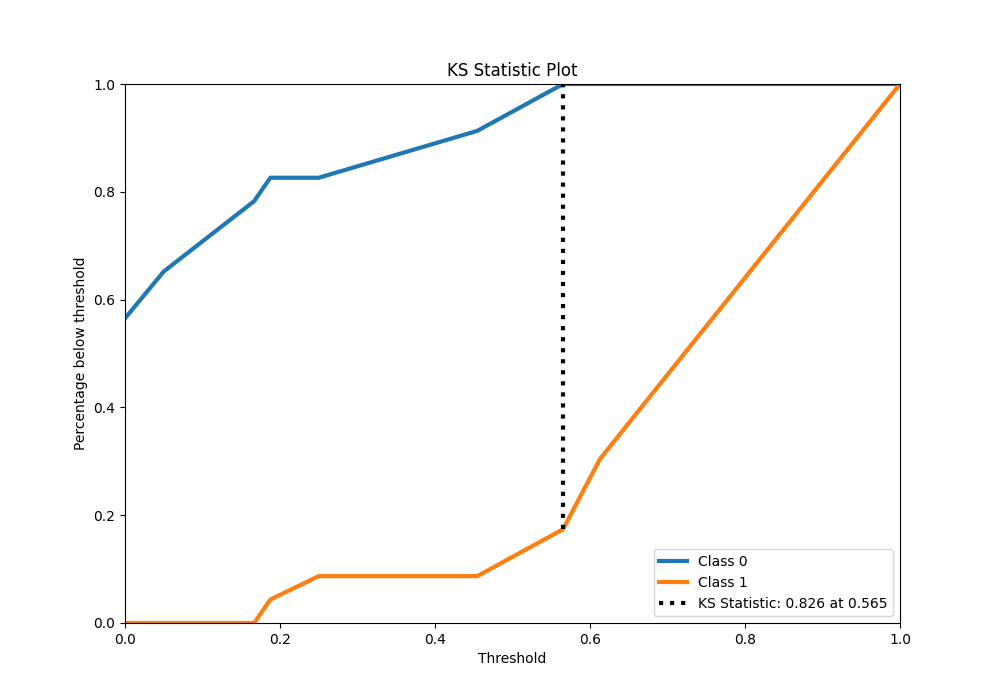 KS Statistic Plot
1.0
0.8
0.6
0.4
0.2
0.0
Percentage below threshold
0.0 0.2 0.4 0.6 0.8 1.0
Threshold
Class 0
Class 1
KS Statistic: 0.826 at 0.565